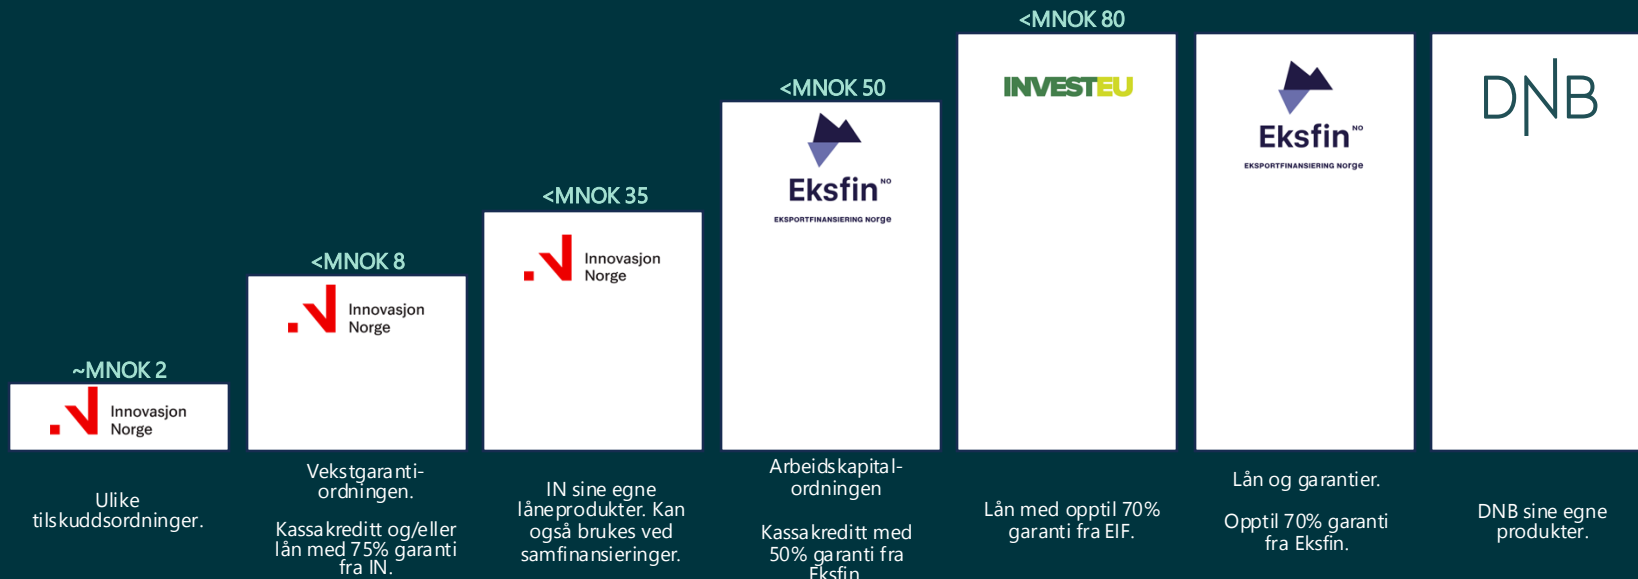 ~MNOK 2
Innovasjon
Norge
Ulike
tilskuddsordninger.
<MNOK 8
Innovasjon
Norge
Vekstgaranti-
ordningen.
Kassakreditt og/eller
lån med 75% garanti
fra IN.
<MNOK 35
Innovasjon
Norge
IN sine egne
låneprodukter. Kan
også brukes ved
samfinansieringer.
<MNOK 50
Eksfin NO
EKSPORTFINANSIERING Norge
Arbeidskapital-
ordningen
Kassakreditt med
50% garanti fra
Eksfin
<MNOK 80
INVESTEU
Lån med opptil 70%
garanti fra EIF.
Eksfin NO
EKSPORTFINANSIERING Norge
Lån og garantier.
Opptil 70% garanti
fra Eksfin.
DNB
DNB sine egne
produkter.